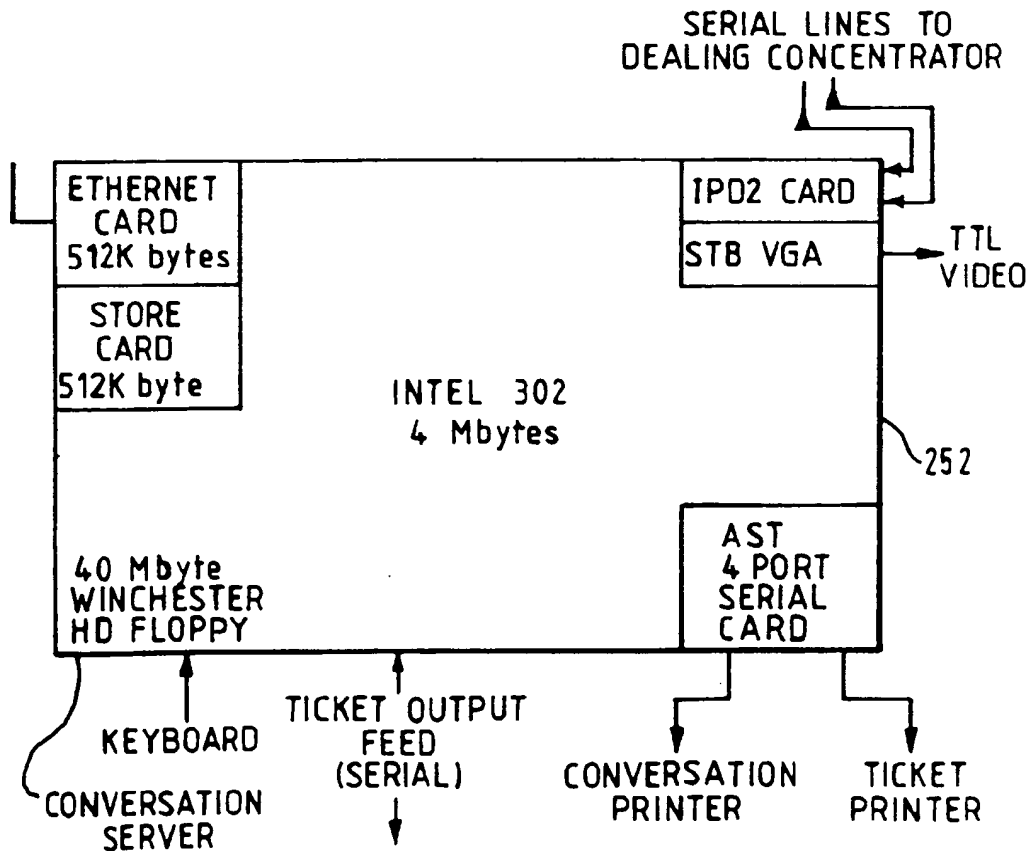 SERIAL LINES TO
DEALING CONCENTRATOR
ETHERNET
CARD
512K bytes
STORE
CARD
512K byte
IPD2 CARD
STB VGA
TTL
VIDEO
INTEL 302
4 Mbytes
252
AST
4 PORT
SERIAL
CARD
40 Mbyte
WINCHESTER
HD FLOPPY
KEYBOARD
CONVERSATION
SERVER
TICKET OUTPUT
FEED
(SERIAL)
CONVERSATION
PRINTER
TICKET
PRINTER